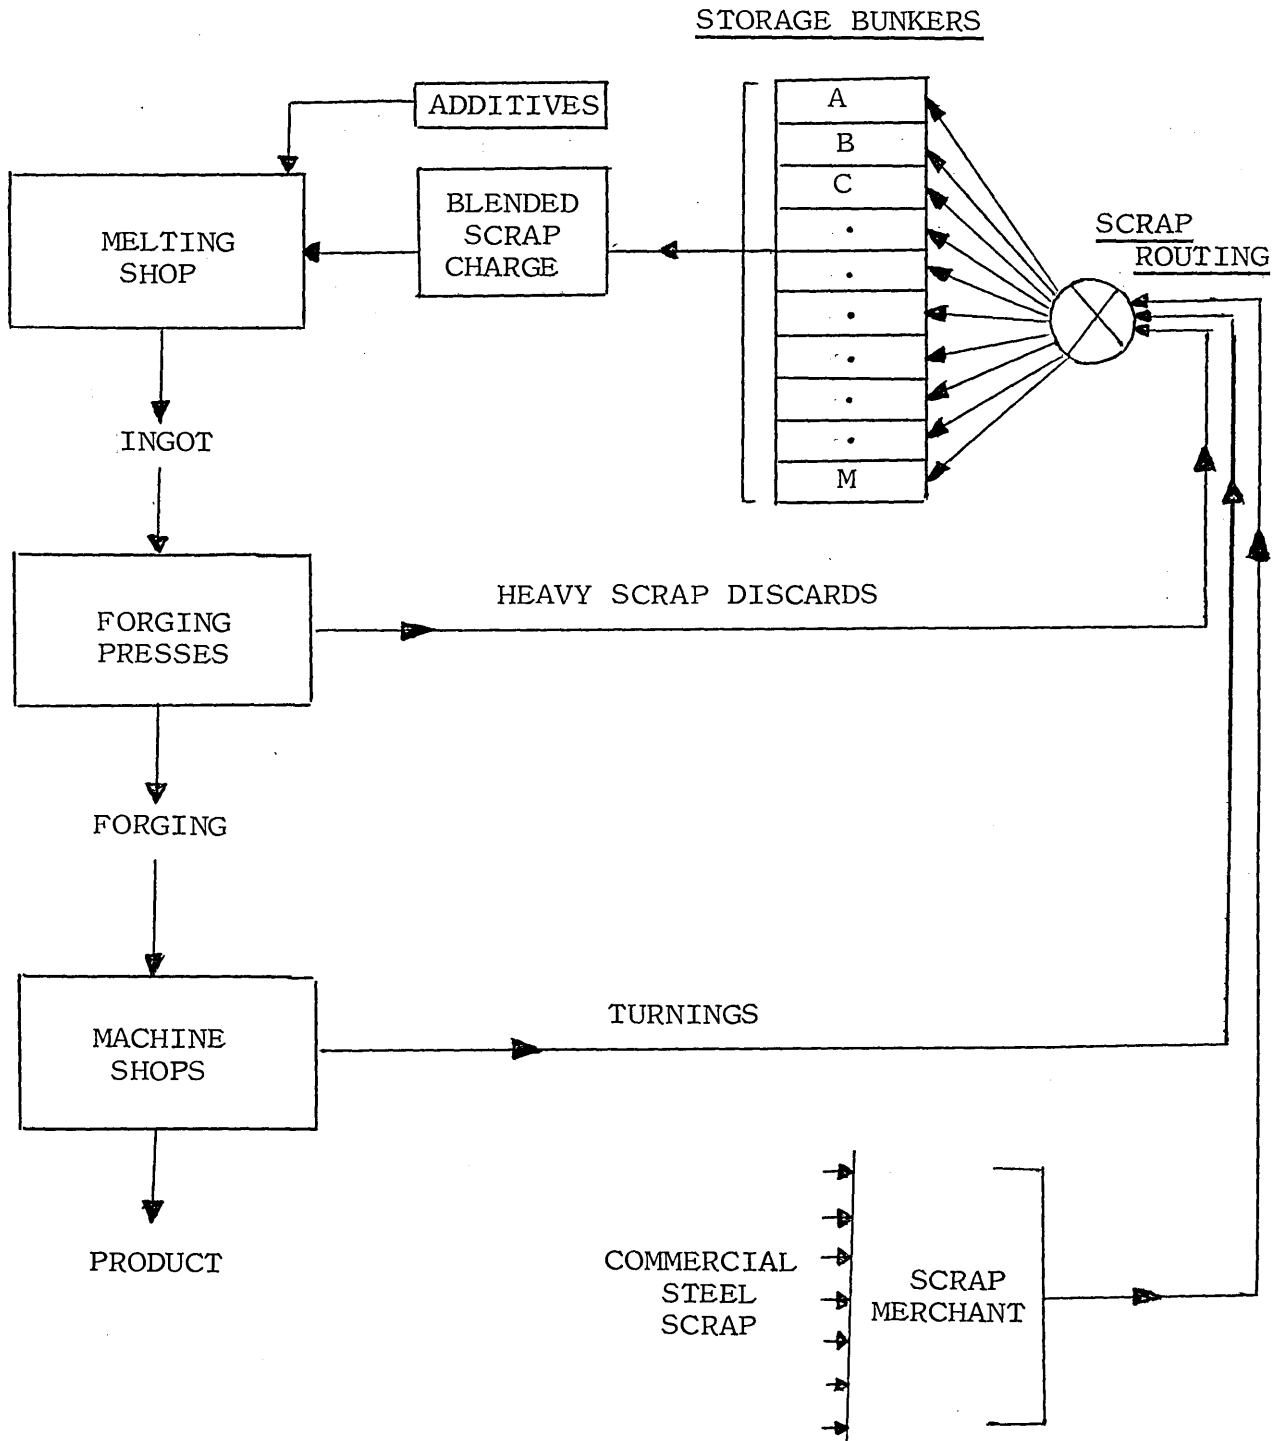 STORAGE BUNKERS
ADDITIVES
A
B
C
.
.
.
.
.
.
M
BLENDED
SCRAP
CHARGE
MELTING
SHOP
SCRAP
ROUTING
INGOT
HEAVY SCRAP DISCARDS
FORGING
PRESSES
FORGING
TURNINGS
MACHINE
SHOPS
PRODUCT
COMMERCIAL
STEEL
SCRAP
SCRAP
MERCHANT